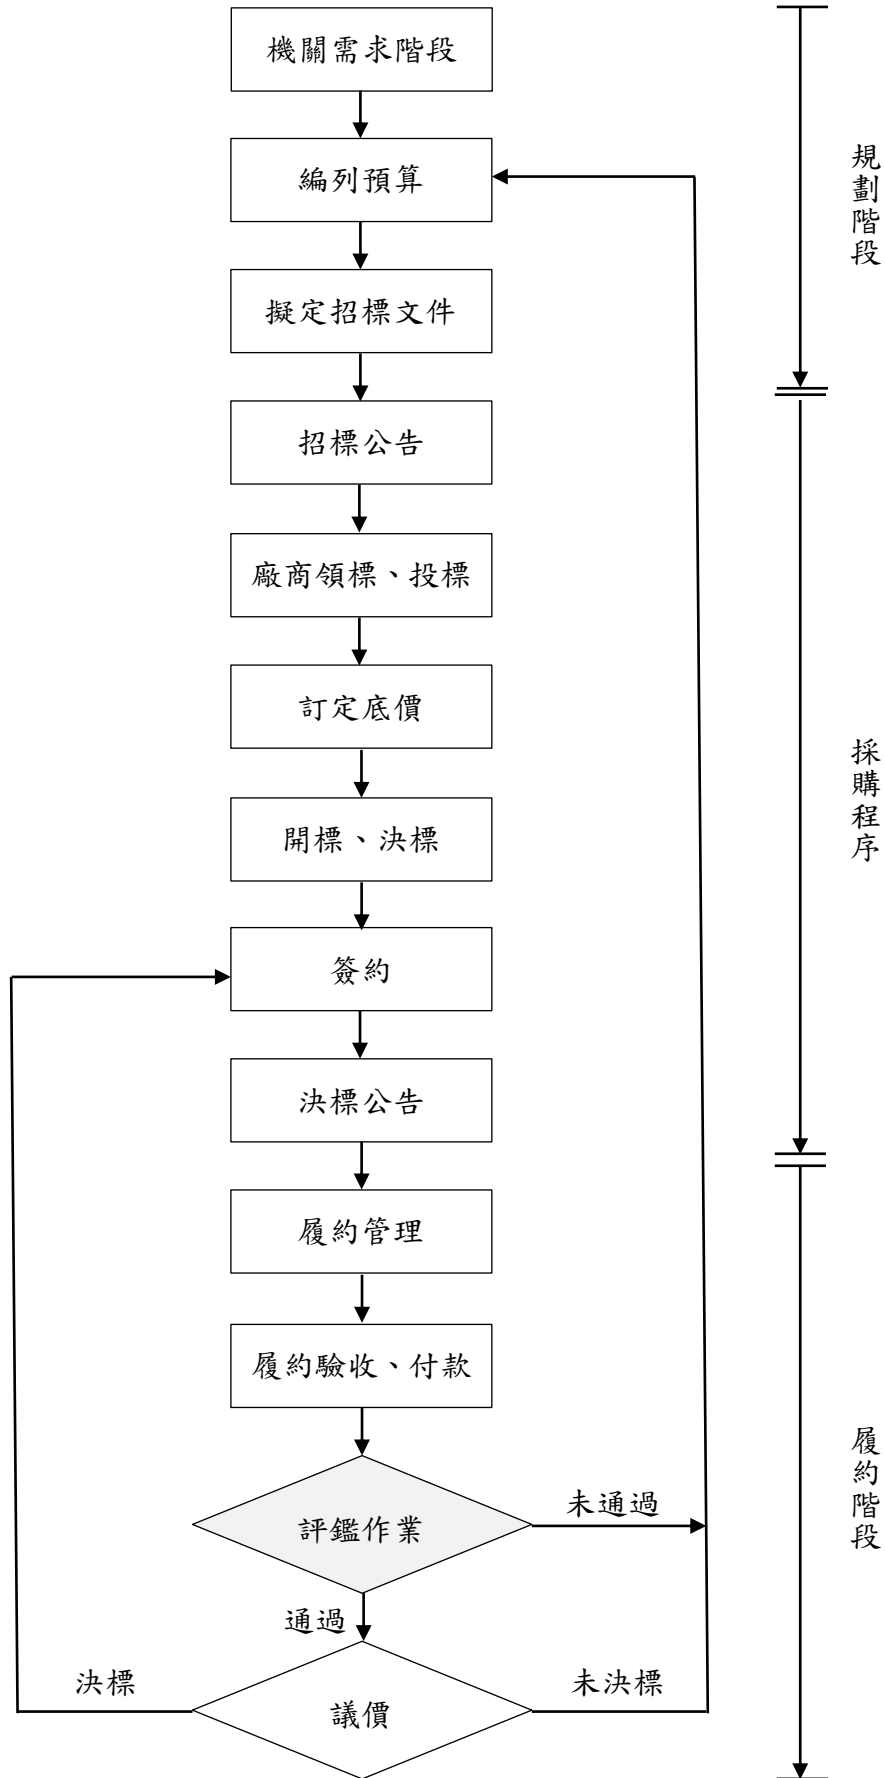 機關需求階段
編列預算
擬定招標文件
招標公告
廠商領標、投標
訂定底價
開標、決標
簽約
決標公告
履約管理
履約驗收、付款
評鑑作業
未通過
通過
決標
議價
未決標
規劃階段
採購程序
履約階段